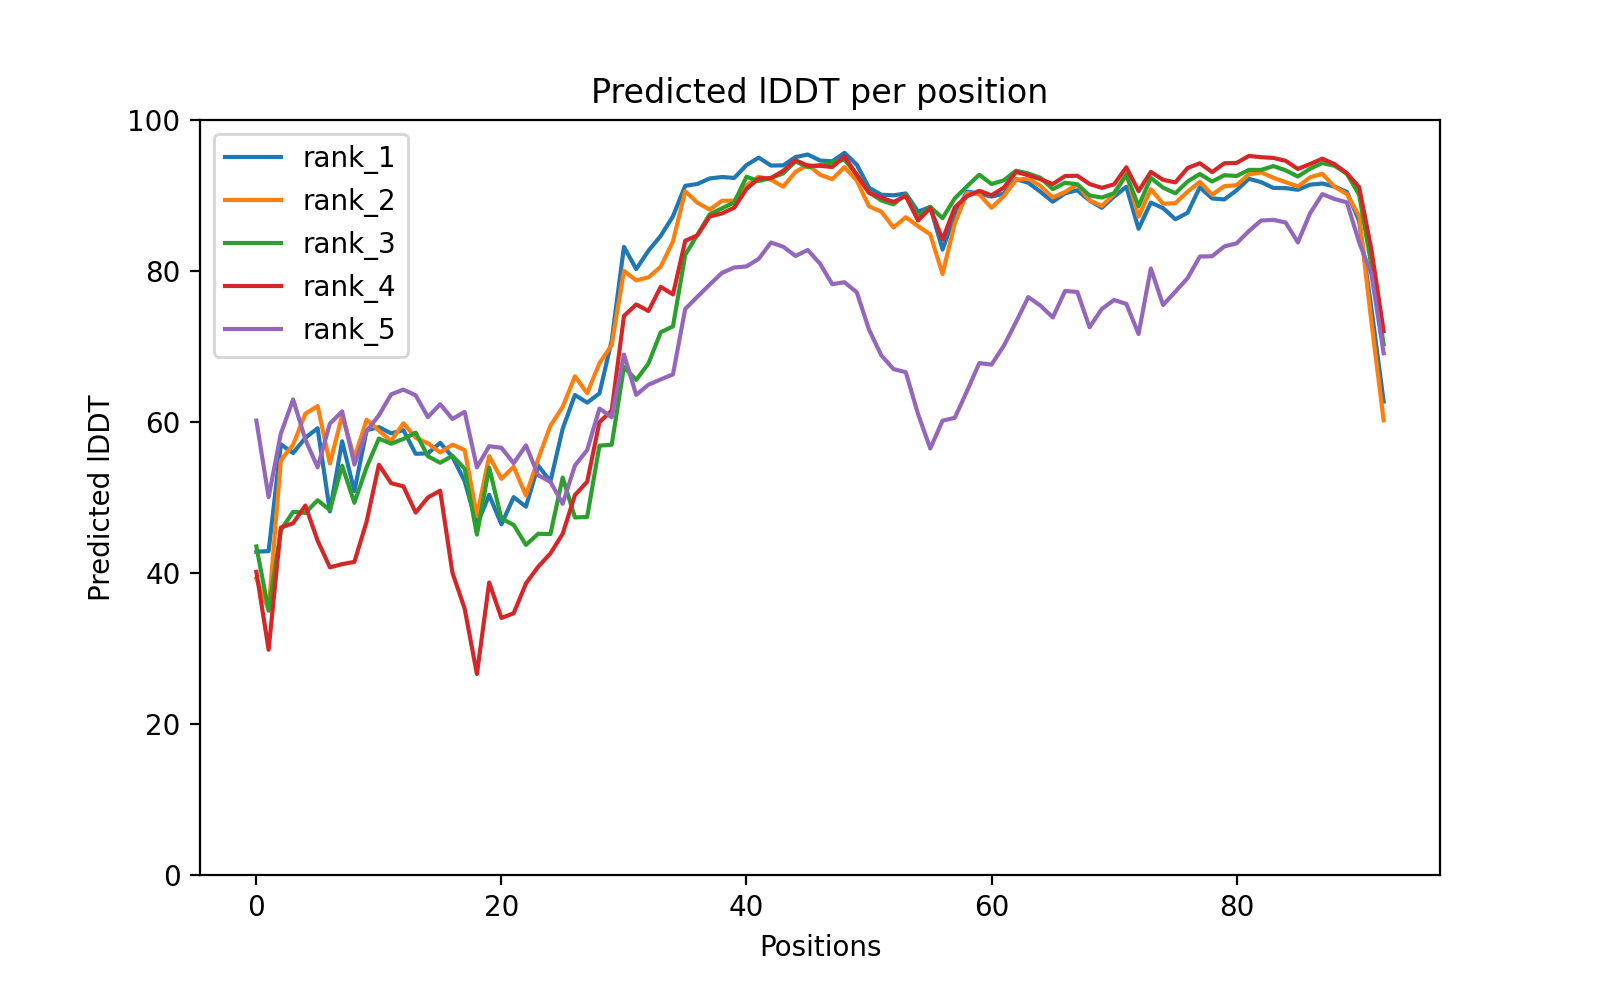 Predicted lDDT per position
100
80
60
40
20
0
Predicted lDDT
rank_1
rank_2
rank_3
rank_4
rank_5
0 20 40 60 80
Positions